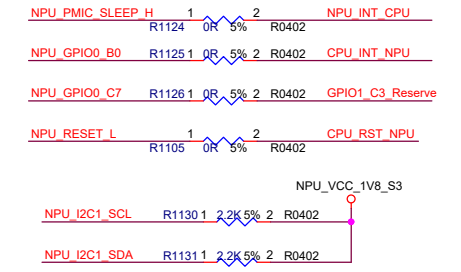 NPU_PMIC_SLEEP_H 1 2 NPU_INT_CPU
R1124 0R 5% R0402
NPU_GPIO0_B0 R1125 1 0R 5% 2 R0402 CPU_INT_NPU
NPU_GPIO0_C7 R1126 1 0R 5% 2 R0402 GPIO1_C3_Reserve
NPU_RESET_L 1 2 CPU_RST_NPU
R1105 0R 5% R0402
NPU_VCC_1V8_S3
NPU_I2C1_SCL R1130 1 2.2K 5% 2 R0402
NPU_I2C1_SDA R1131 1 2.2K 5% 2 R0402